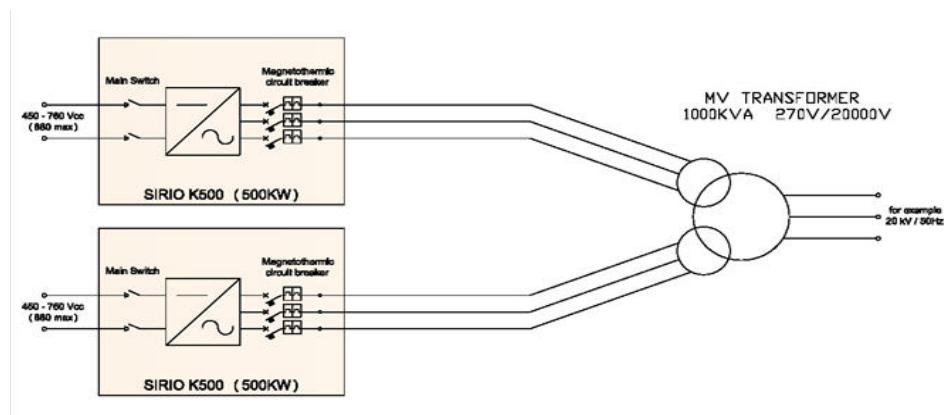 Main Switch
Magnetothermic
circuit breaker
450 - 760 Vcc
(880 max)
SIRIO K500 (500KW)
MV TRANSFORMER
1000KVA 270V/20000V
for example
20 kV / 50Hz
Main Switch
Magnetothermic
circuit breaker
450 - 760 Vcc
(880 max)
SIRIO K500 (500KW)